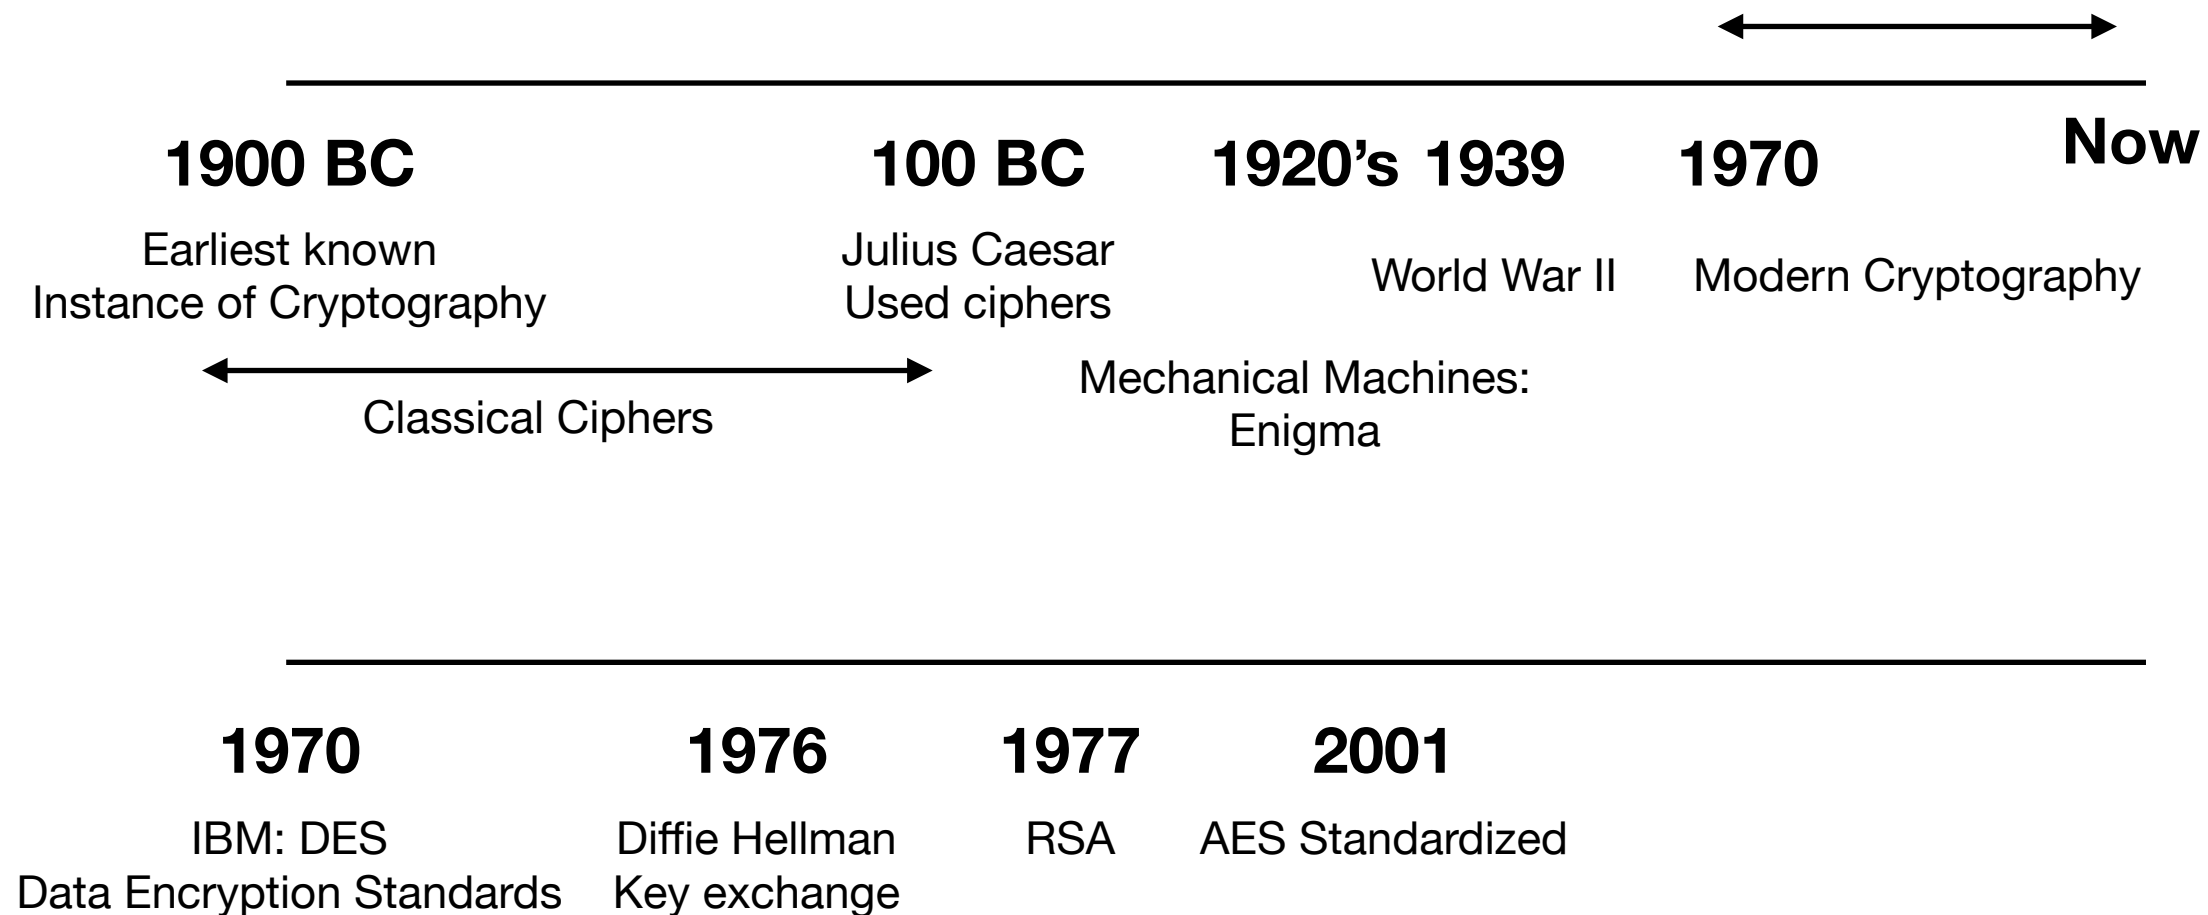 1900 BC
100 BC
1920’s
1939
1970
Now
Earliest known
Instance of Cryptography
Julius Caesar
Used ciphers
World War II
Modern Cryptography
Classical Ciphers
Mechanical Machines:
Enigma
1970
1976
1977
2001
IBM: DES
Data Encryption Standards
Diffie Hellman
Key exchange
RSA
AES Standardized